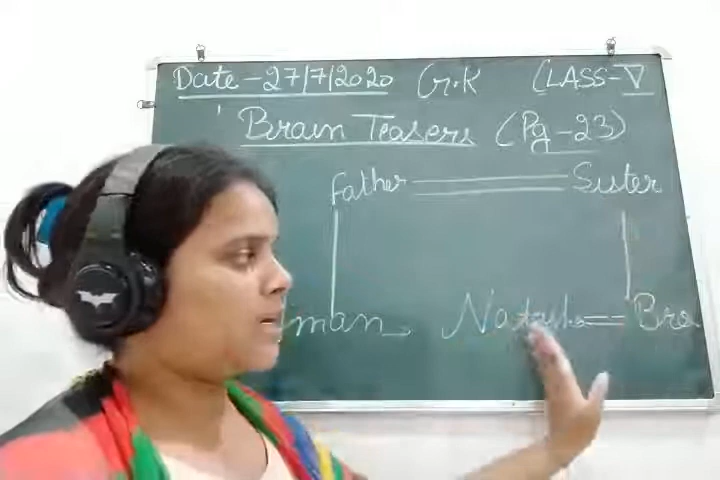 Date - 27/7/2020 G.K CLASS-V
Brain Teasers (Pg-23)
Father Sister
man Natasha Bro